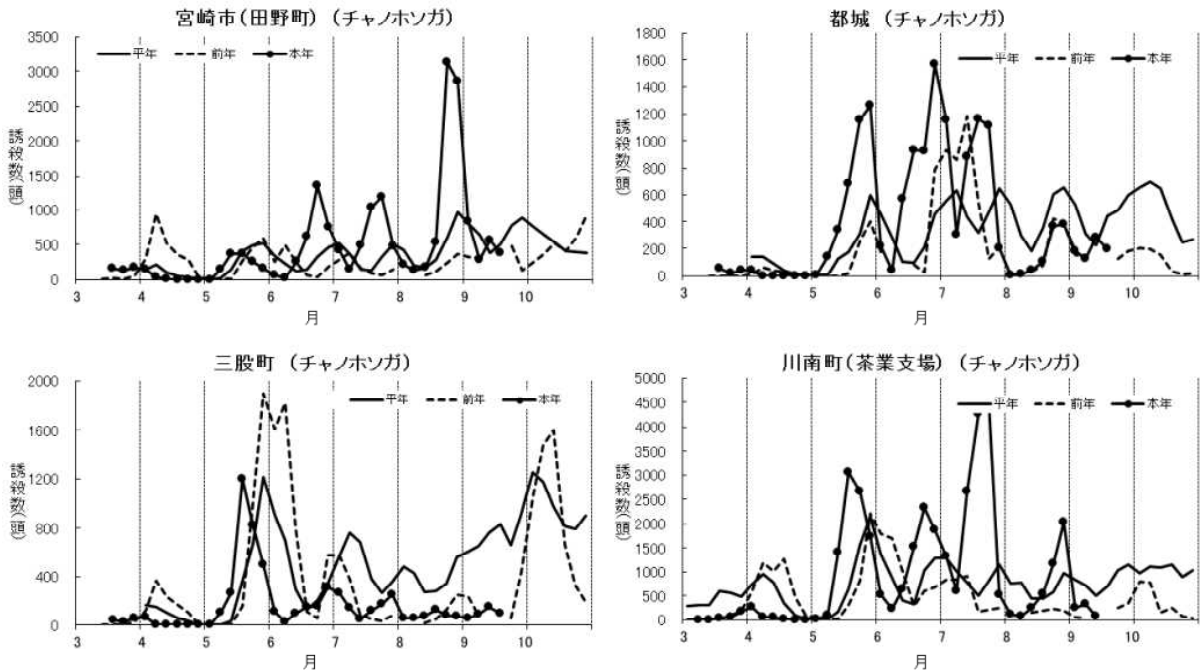 宮崎市(田野町) (チャノホソガ)
3500
3000
2500
2000
1500
1000
500
0
誘殺数(頭)
平年 前年 本年
3 4 5 6 7 8 9 10
月
都城 (チャノホソガ)
1800
1600
1400
1200
1000
800
600
400
200
0
誘殺数(頭)
平年 前年 本年
3 4 5 6 7 8 9 10
月
三股町 (チャノホソガ)
2000
1600
1200
800
400
0
誘殺数(頭)
平年 前年 本年
3 4 5 6 7 8 9 10
月
川南町(茶業支場) (チャノホソガ)
5000
4500
4000
3500
3000
2500
2000
1500
1000
500
0
誘殺数(頭)
平年 前年 本年
3 4 5 6 7 8 9 10
月